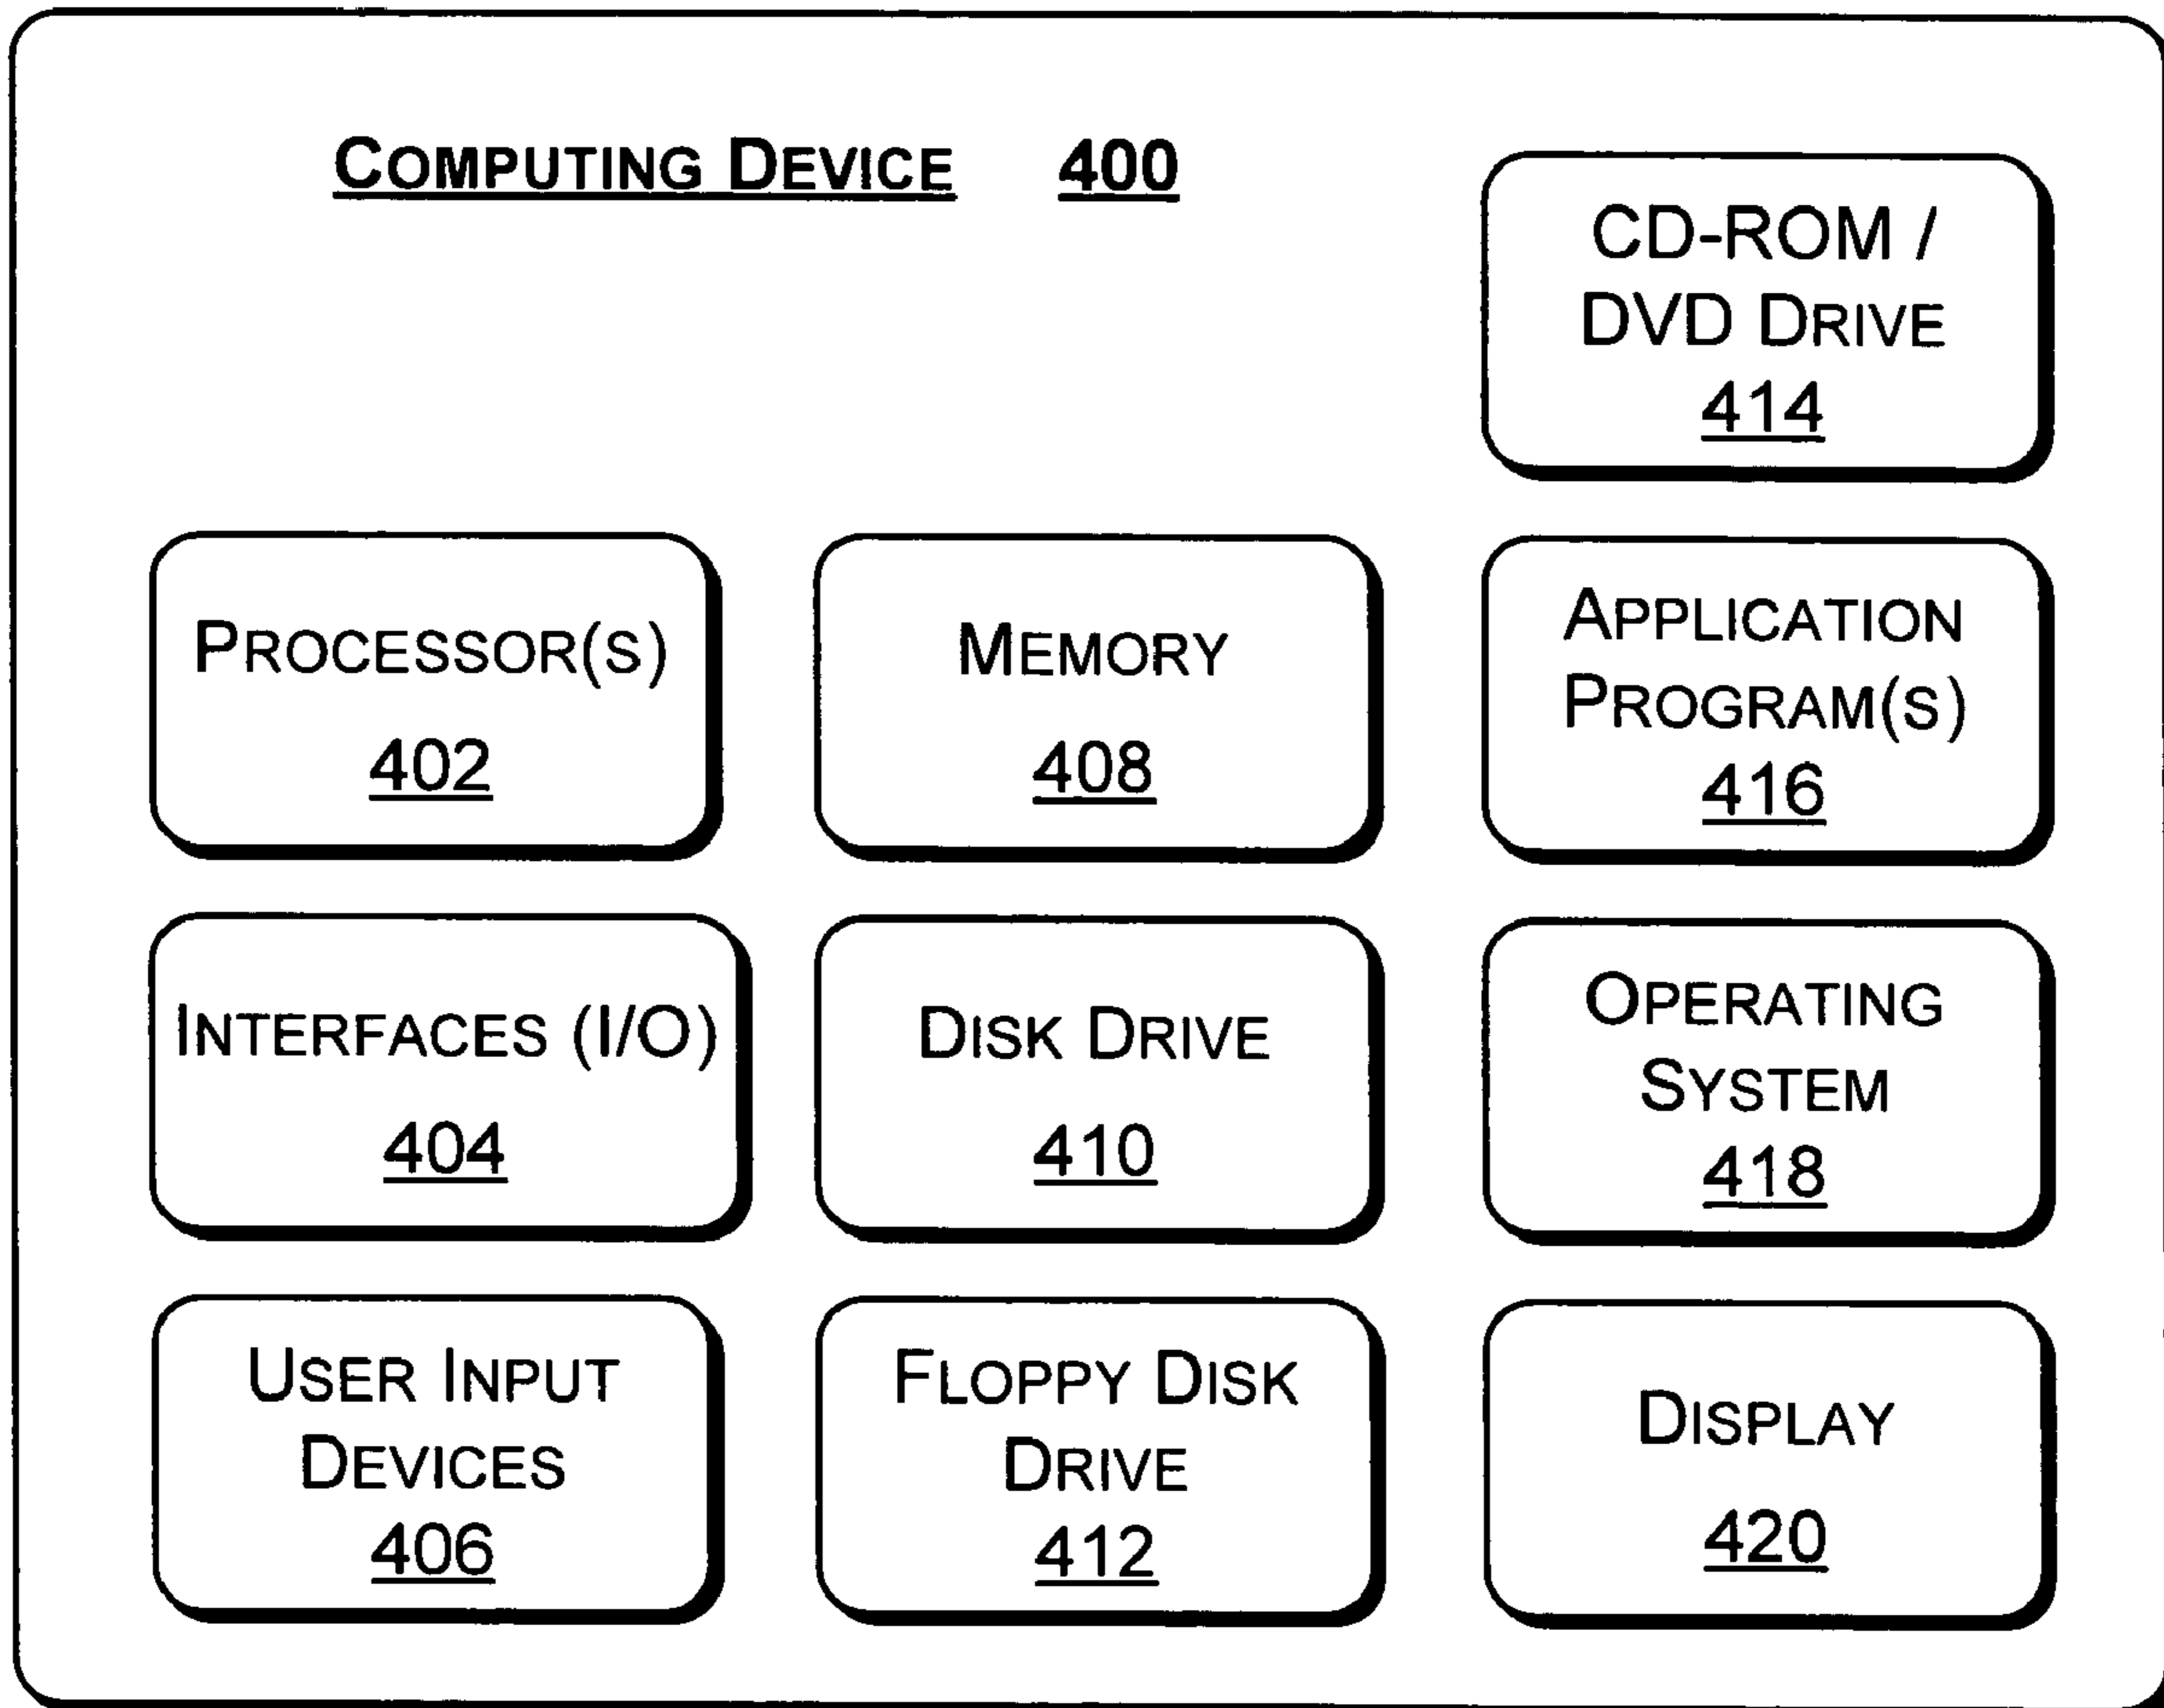 COMPUTING DEVICE 400
CD-ROM /
DVD DRIVE
414
PROCESSOR(S)
402
MEMORY
408
APPLICATION
PROGRAM(S)
416
INTERFACES (I/O)
404
DISK DRIVE
410
OPERATING
SYSTEM
418
USER INPUT
DEVICES
406
FLOPPY DISK
DRIVE
412
DISPLAY
420